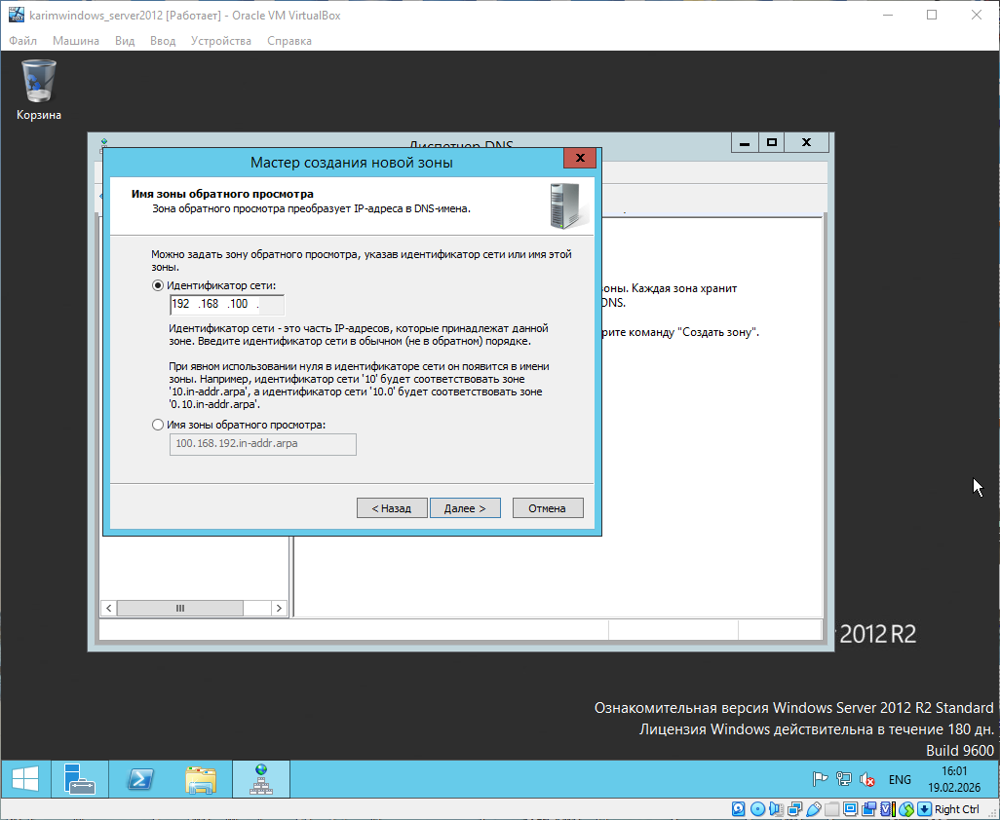 karimwindows_server2012 [Работает] - Oracle VM VirtualBox
Файл Машина Вид Ввод Устройства Справка
Корзина
Диспетчер DNS
Мастер создания новой зоны
Имя зоны обратного просмотра
Зона обратного просмотра преобразует IP-адреса в DNS-имена.
Можно задать зону обратного просмотра, указав идентификатор сети или имя этой
зоны.
Идентификатор сети:
192 .168 .100 .
Идентификатор сети - это часть IP-адресов, которые принадлежат данной
зоне. Введите идентификатор сети в обычном (не в обратном) порядке.
При явном использовании нуля в идентификаторе сети он появится в имени
зоны. Например, идентификатор сети '10' будет соответствовать зоне
'10.in-addr.arpa', а идентификатор сети '10.0' будет соответствовать зоне
'0.10.in-addr.arpa'.
Имя зоны обратного просмотра:
100.168.192.in-addr.arpa
< Назад Далее > Отмена
зоны. Каждая зона хранит
DNS.
рите команду "Создать зону".
2012 R2
Ознакомительная версия Windows Server 2012 R2 Standard
Лицензия Windows действительна в течение 180 дн.
Build 9600
ENG
16:01
19.02.2026
Right Ctrl